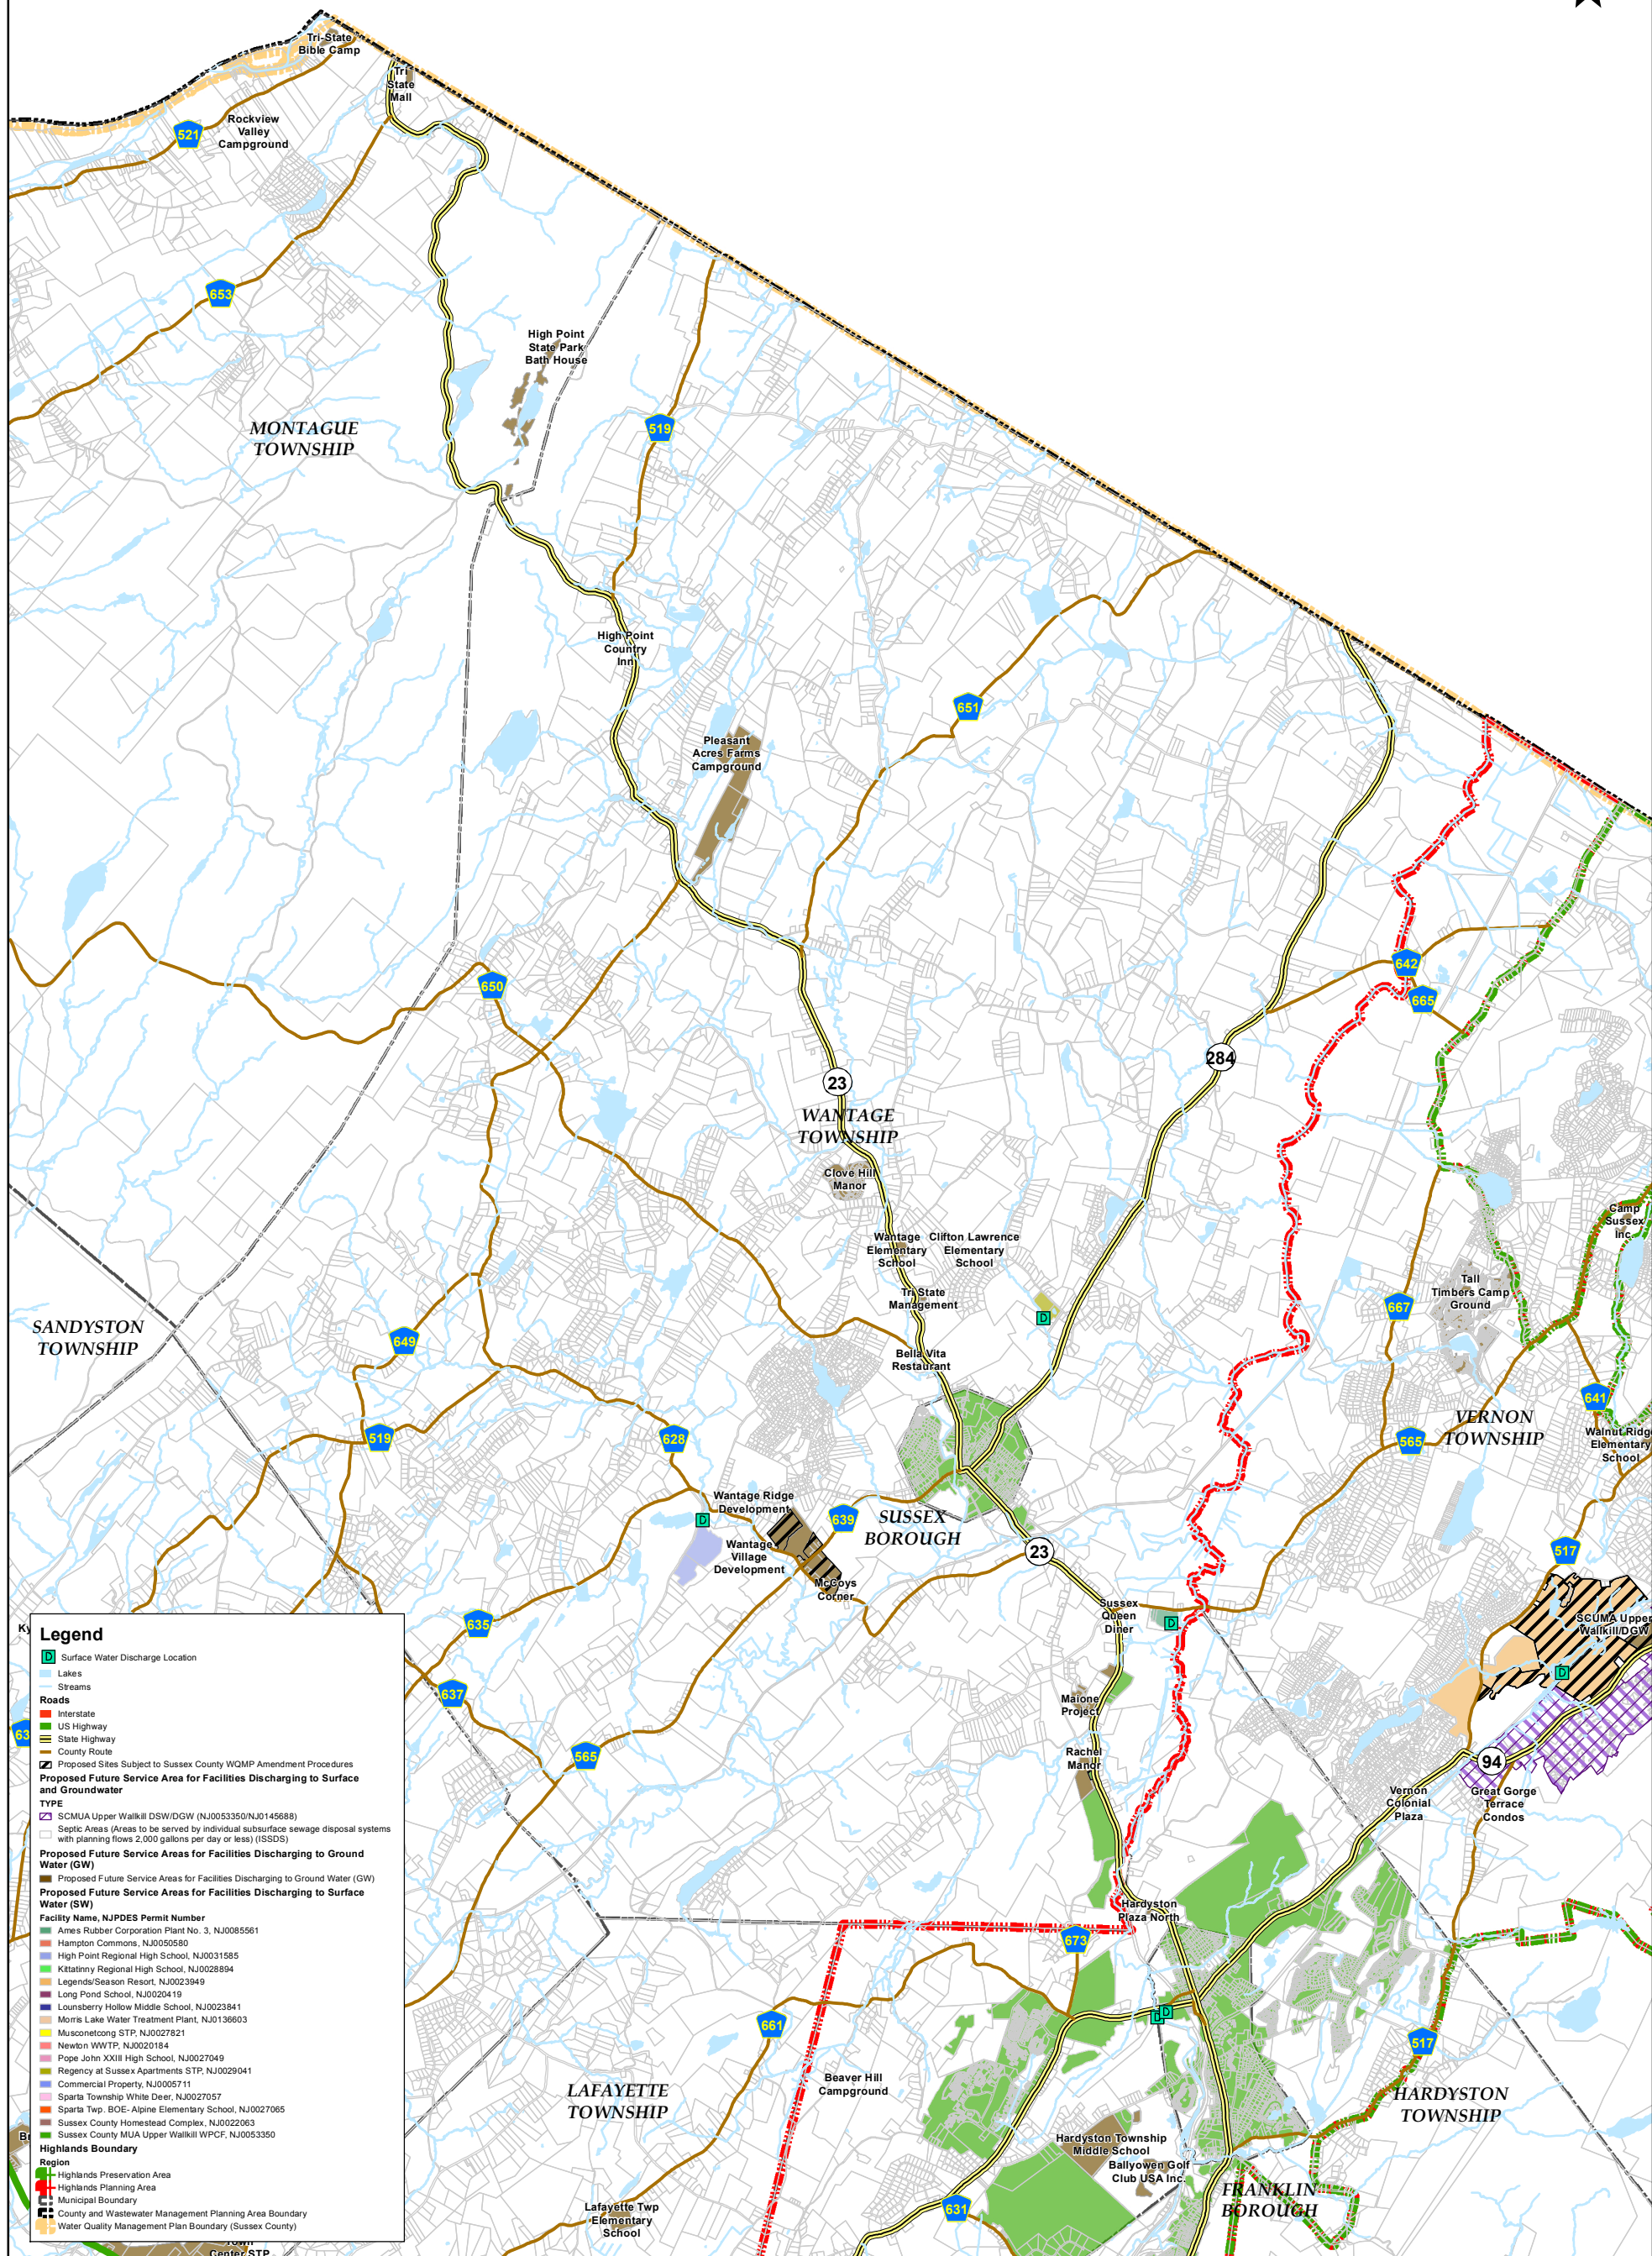 Tri-State
Bible Camp
Tri
State
Mall
521
Rockview
Valley
Campground
653
High Point
State Park
Bath House
MONTAGUE
TOWNSHIP
519
High Point
Country
Inn
651
Pleasant
Acres Farms
Campground
650
642
665
284
23
WANTAGE
TOWNSHIP
Clove Hill
Manor
Wantage
Elementary
School
Clifton Lawrence
Elementary
School
Camp
Sussex
Inc.
Tall
Timbers Camp
Ground
Tri State
Management
667
D
SANDYSTON
TOWNSHIP
649
Bella Vita
Restaurant
641
VERNON
TOWNSHIP
Walnut Ridge
Elementary
School
519
628
565
Wantage Ridge
Development
639
SUSSEX
BOROUGH
D
Wantage
Village
Development
23
517
McCoys
Corner
Sussex
Queen
Diner
D
SCUMA Upper
Wallkill/DGW
D
635
637
Maione
Project
Rachel
Manor
565
94
Vernon
Colonial
Plaza
Great Gorge
Terrace
Condos
Hardyston
Plaza North
673
D
D
661
517
Beaver Hill
Campground
LAFAYETTE
TOWNSHIP
HARDYSTON
TOWNSHIP
Hardyston Township
Middle School
Ballyowen Golf
Club USA Inc.
FRANKLIN
BOROUGH
631
Lafayette Twp
Elementary
School
Ky
63
Br
Legend
D Surface Water Discharge Location
Lakes
Streams
Roads
Interstate
US Highway
State Highway
County Route
Proposed Sites Subject to Sussex County WQMP Amendment Procedures
Proposed Future Service Area for Facilities Discharging to Surface
and Groundwater
TYPE
SCMUA Upper Wallkill DSW/DGW (NJ0053350/NJ0145688)
Septic Areas (Areas to be served by individual subsurface sewage disposal systems
with planning flows 2,000 gallons per day or less) (ISSDS)
Proposed Future Service Areas for Facilities Discharging to Ground
Water (GW)
Proposed Future Service Areas for Facilities Discharging to Ground Water (GW)
Proposed Future Service Areas for Facilities Discharging to Surface
Water (SW)
Facility Name, NJPDES Permit Number
Ames Rubber Corporation Plant No. 3, NJ0085561
Hampton Commons, NJ0050580
High Point Regional High School, NJ0031585
Kittatinny Regional High School, NJ0028894
Legends/Season Resort, NJ0023949
Long Pond School, NJ0020419
Lounsberry Hollow Middle School, NJ0023841
Morris Lake Water Treatment Plant, NJ0136603
Musconetcong STP, NJ0027821
Newton WWTP, NJ0020184
Pope John XXIII High School, NJ0027049
Regency at Sussex Apartments STP, NJ0029041
Commercial Property, NJ0005711
Sparta Township White Deer, NJ0027057
Sparta Twp. BOE- Alpine Elementary School, NJ0027065
Sussex County Homestead Complex, NJ0022063
Sussex County MUA Upper Wallkill WPCF, NJ0053350
Highlands Boundary
Region
Highlands Preservation Area
Highlands Planning Area
Municipal Boundary
County and Wastewater Management Planning Area Boundary
Water Quality Management Plan Boundary (Sussex County)
Town
Center STP